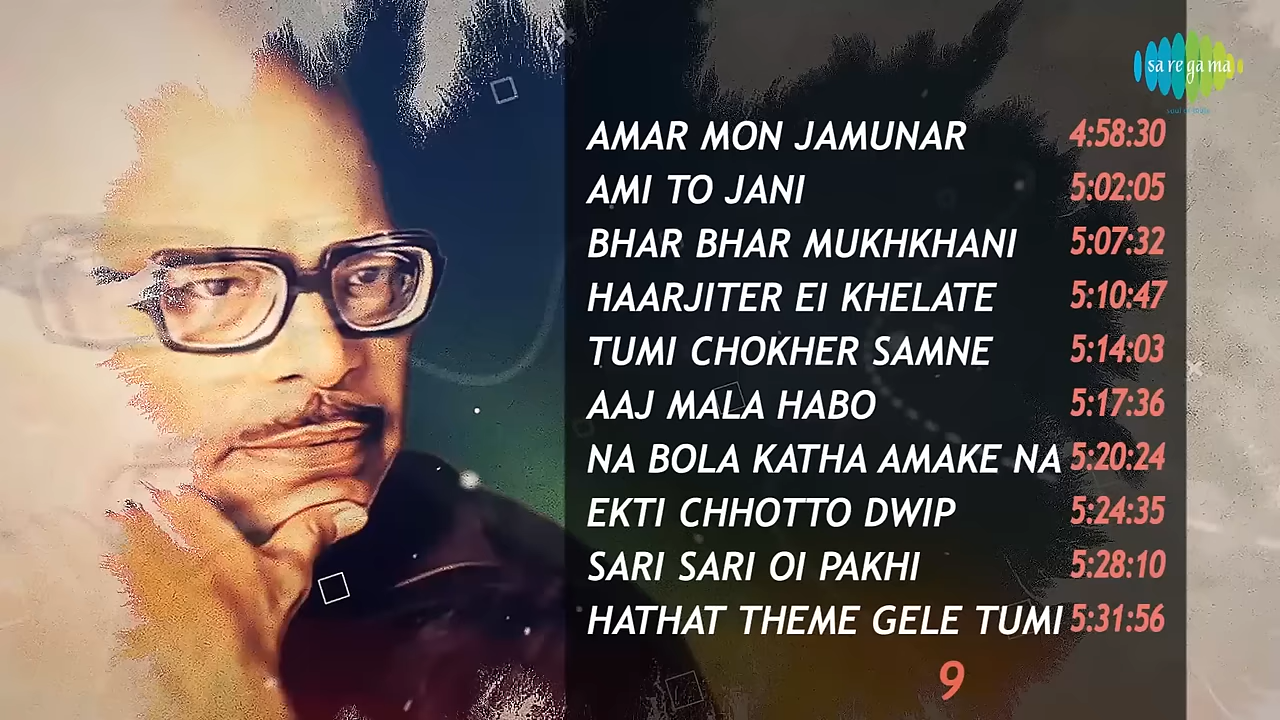 sa re ga ma
AMAR MON JAMUNAR 4:58:30
AMI TO JANI 5:02:05
BHAR BHAR MUKHKHANI 5:07:32
HAARJITER EI KHELATE 5:10:47
TUMI CHOKHER SAMNE 5:14:03
AAJ MALA HABO 5:17:36
NA BOLA KATHA AMAKE NA 5:20:24
EKTI CHHOTTO DWIP 5:24:35
SARI SARI OI PAKHI 5:28:10
HATHAT THEME GELE TUMI 5:31:56
9